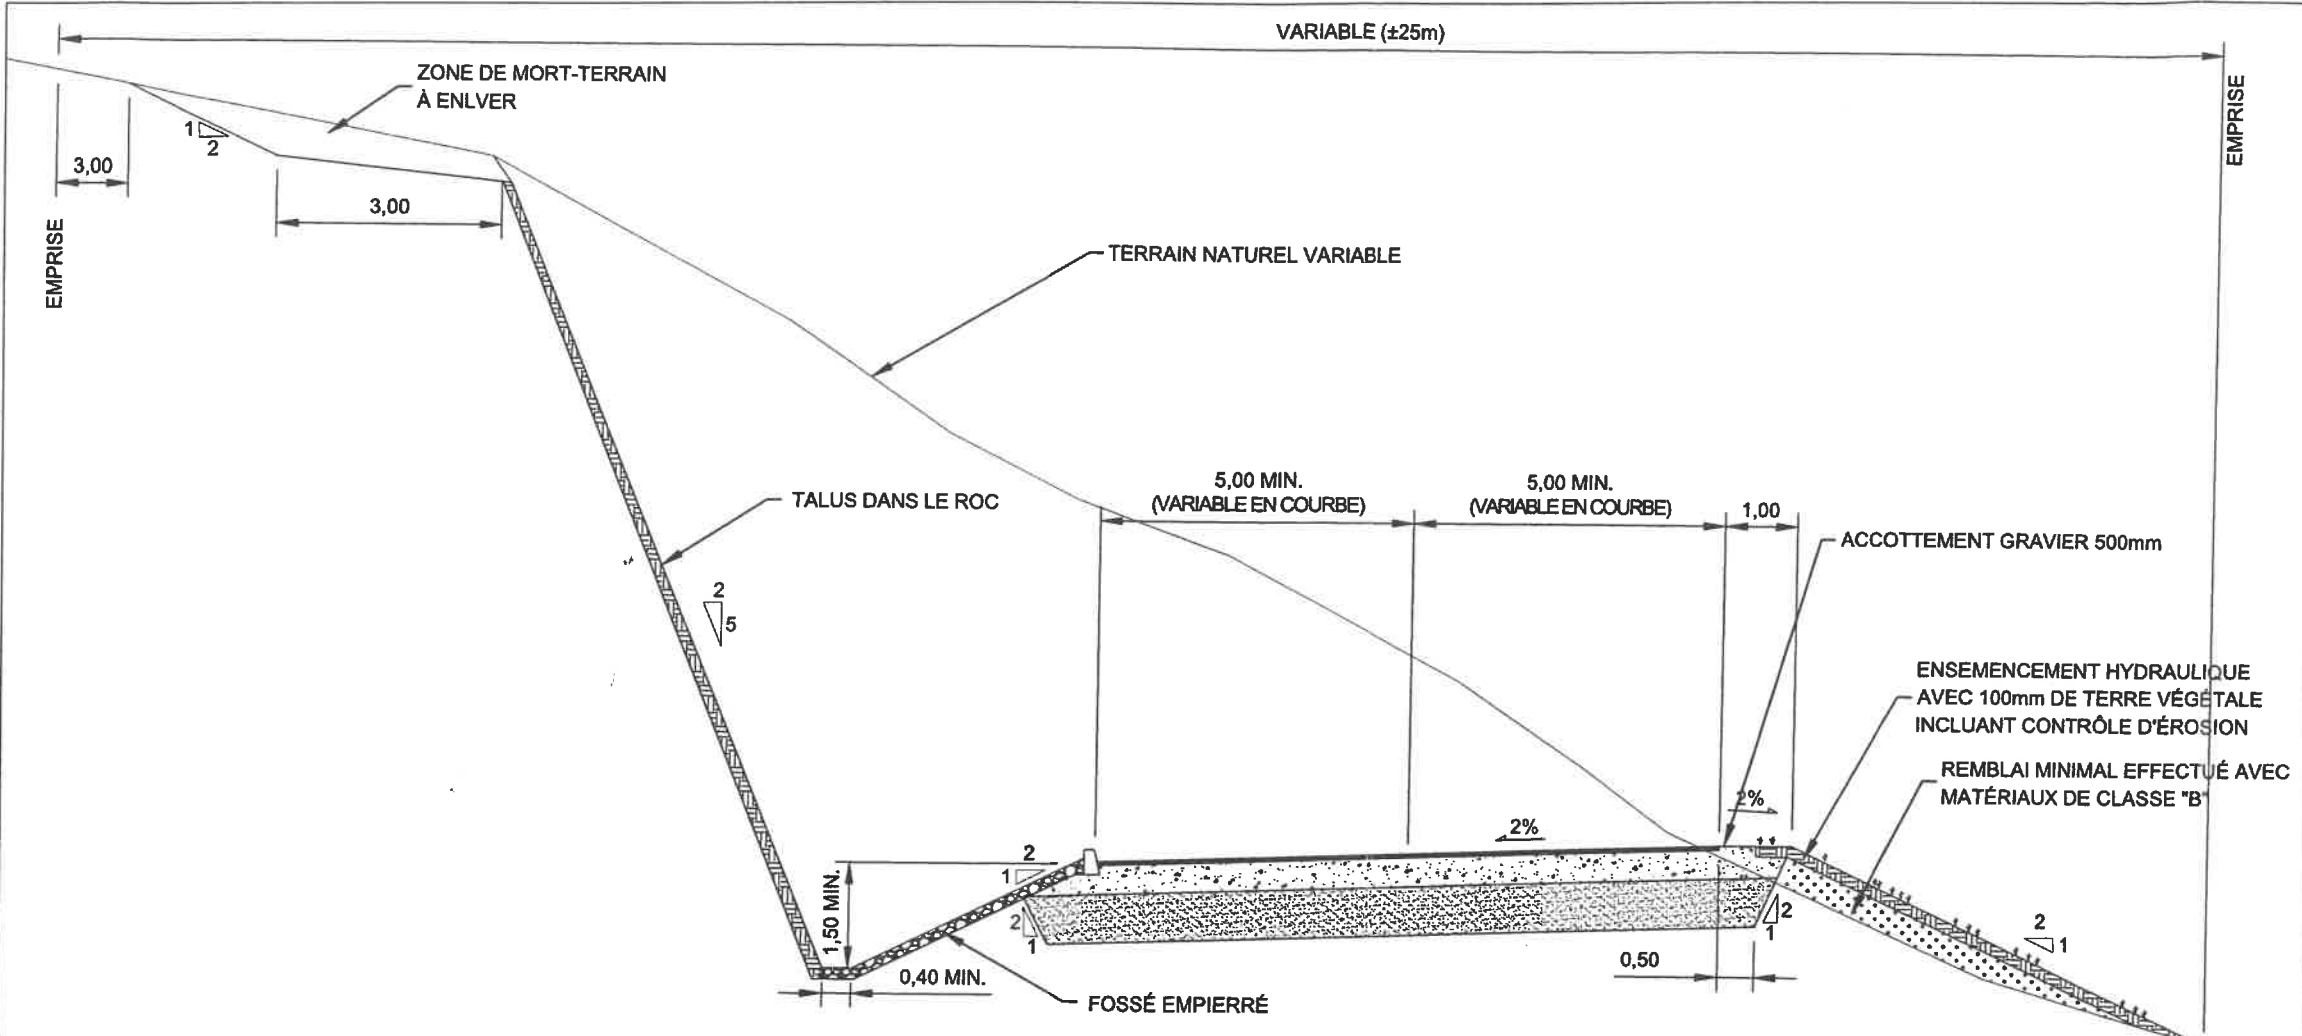 VARIABLE (±25m)
ZONE DE MORT-TERRAIN
À ENLVER
EMPRISE
1
2
3,00
3,00
EMPRISE
TERRAIN NATUREL VARIABLE
TALUS DANS LE ROC
5,00 MIN.
(VARIABLE EN COURBE)
5,00 MIN.
(VARIABLE EN COURBE)
1,00
ACCOTTEMENT GRAVIER 500mm
2
5
ENSEMENCEMENT HYDRAULIQUE
AVEC 100mm DE TERRE VÉGÉTALE
INCLUANT CONTRÔLE D'ÉROSION
REMBLAI MINIMAL EFFECTUÉ AVEC
MATÉRIAUX DE CLASSE "B"
2%
2%
2
1
1,50 MIN.
2
1
2
1
2
1
0,50
0,40 MIN.
FOSSÉ EMPIERRÉ